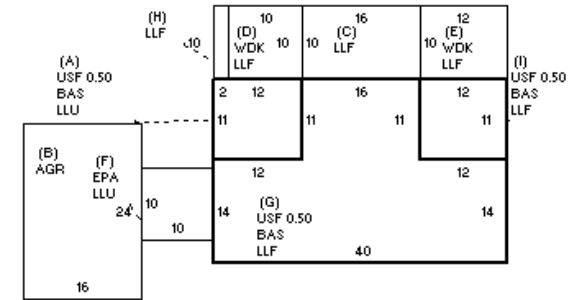 (H)
LLF
10
10
(D)
WDK
LLF
10
10
16
(C)
LLF
12
10
(E)
WDK
LLF
(I)
USF 0.50
BAS
LLF
(A)
USF 0.50
BAS
LLU
2
12
16
12
11
11
11
11
(B)
AGR
(F)
EPA
LLU
24
10
10
16
12
12
14
(G)
USF 0.50
BAS
LLF
14
40